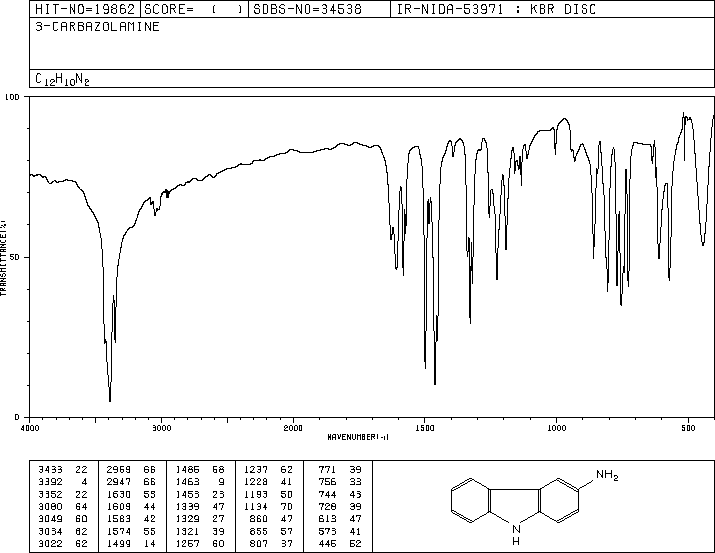 HIT-NO=19862 SCORE= ( ) SDBS-NO=34538 IR-NIDA-53971 : KBR DISC
3-CARBAZOLAMINE
C12H10N2
100
50
0
TRANSMITTANCE(%)
4000 3000 2000 1500 1000 500
WAVENUMBER(-1)
3433 22 2969 66 1486 68 1237 62 771 39
3392 4 2947 66 1463 9 1228 41 756 33
3352 22 1630 55 1453 23 1193 50 744 43
3080 64 1609 44 1339 47 1134 70 728 39
3049 60 1583 42 1329 27 860 47 613 47
3034 62 1574 55 1321 39 855 57 573 41
3022 62 1499 14 1257 60 807 37 445 52
NH2
N
H